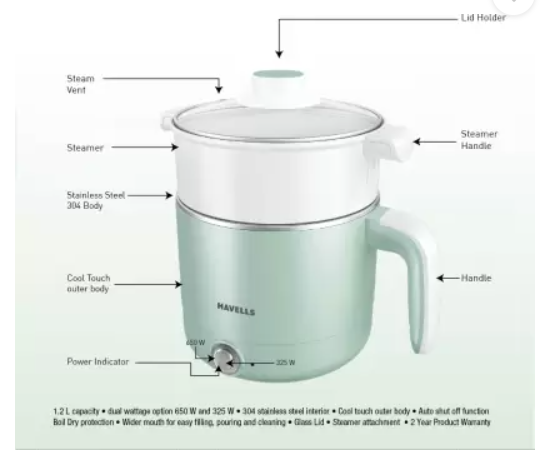 Lid Holder
Steam
Vent
Steamer
Handle
Steamer
Stainless Steel
304 Body
Cool Touch
outer body
Handle
HAVELLS
650 W
Power Indicator
325 W
1.2 L capacity • dual wattage option 650 W and 325 W • 304 stainless steel interior • Cool touch outer body • Auto shut off function
Boil Dry protection • Wider mouth for easy filling, pouring and cleaning • Glass Lid • Steamer attachment • 2 Year Product Warranty